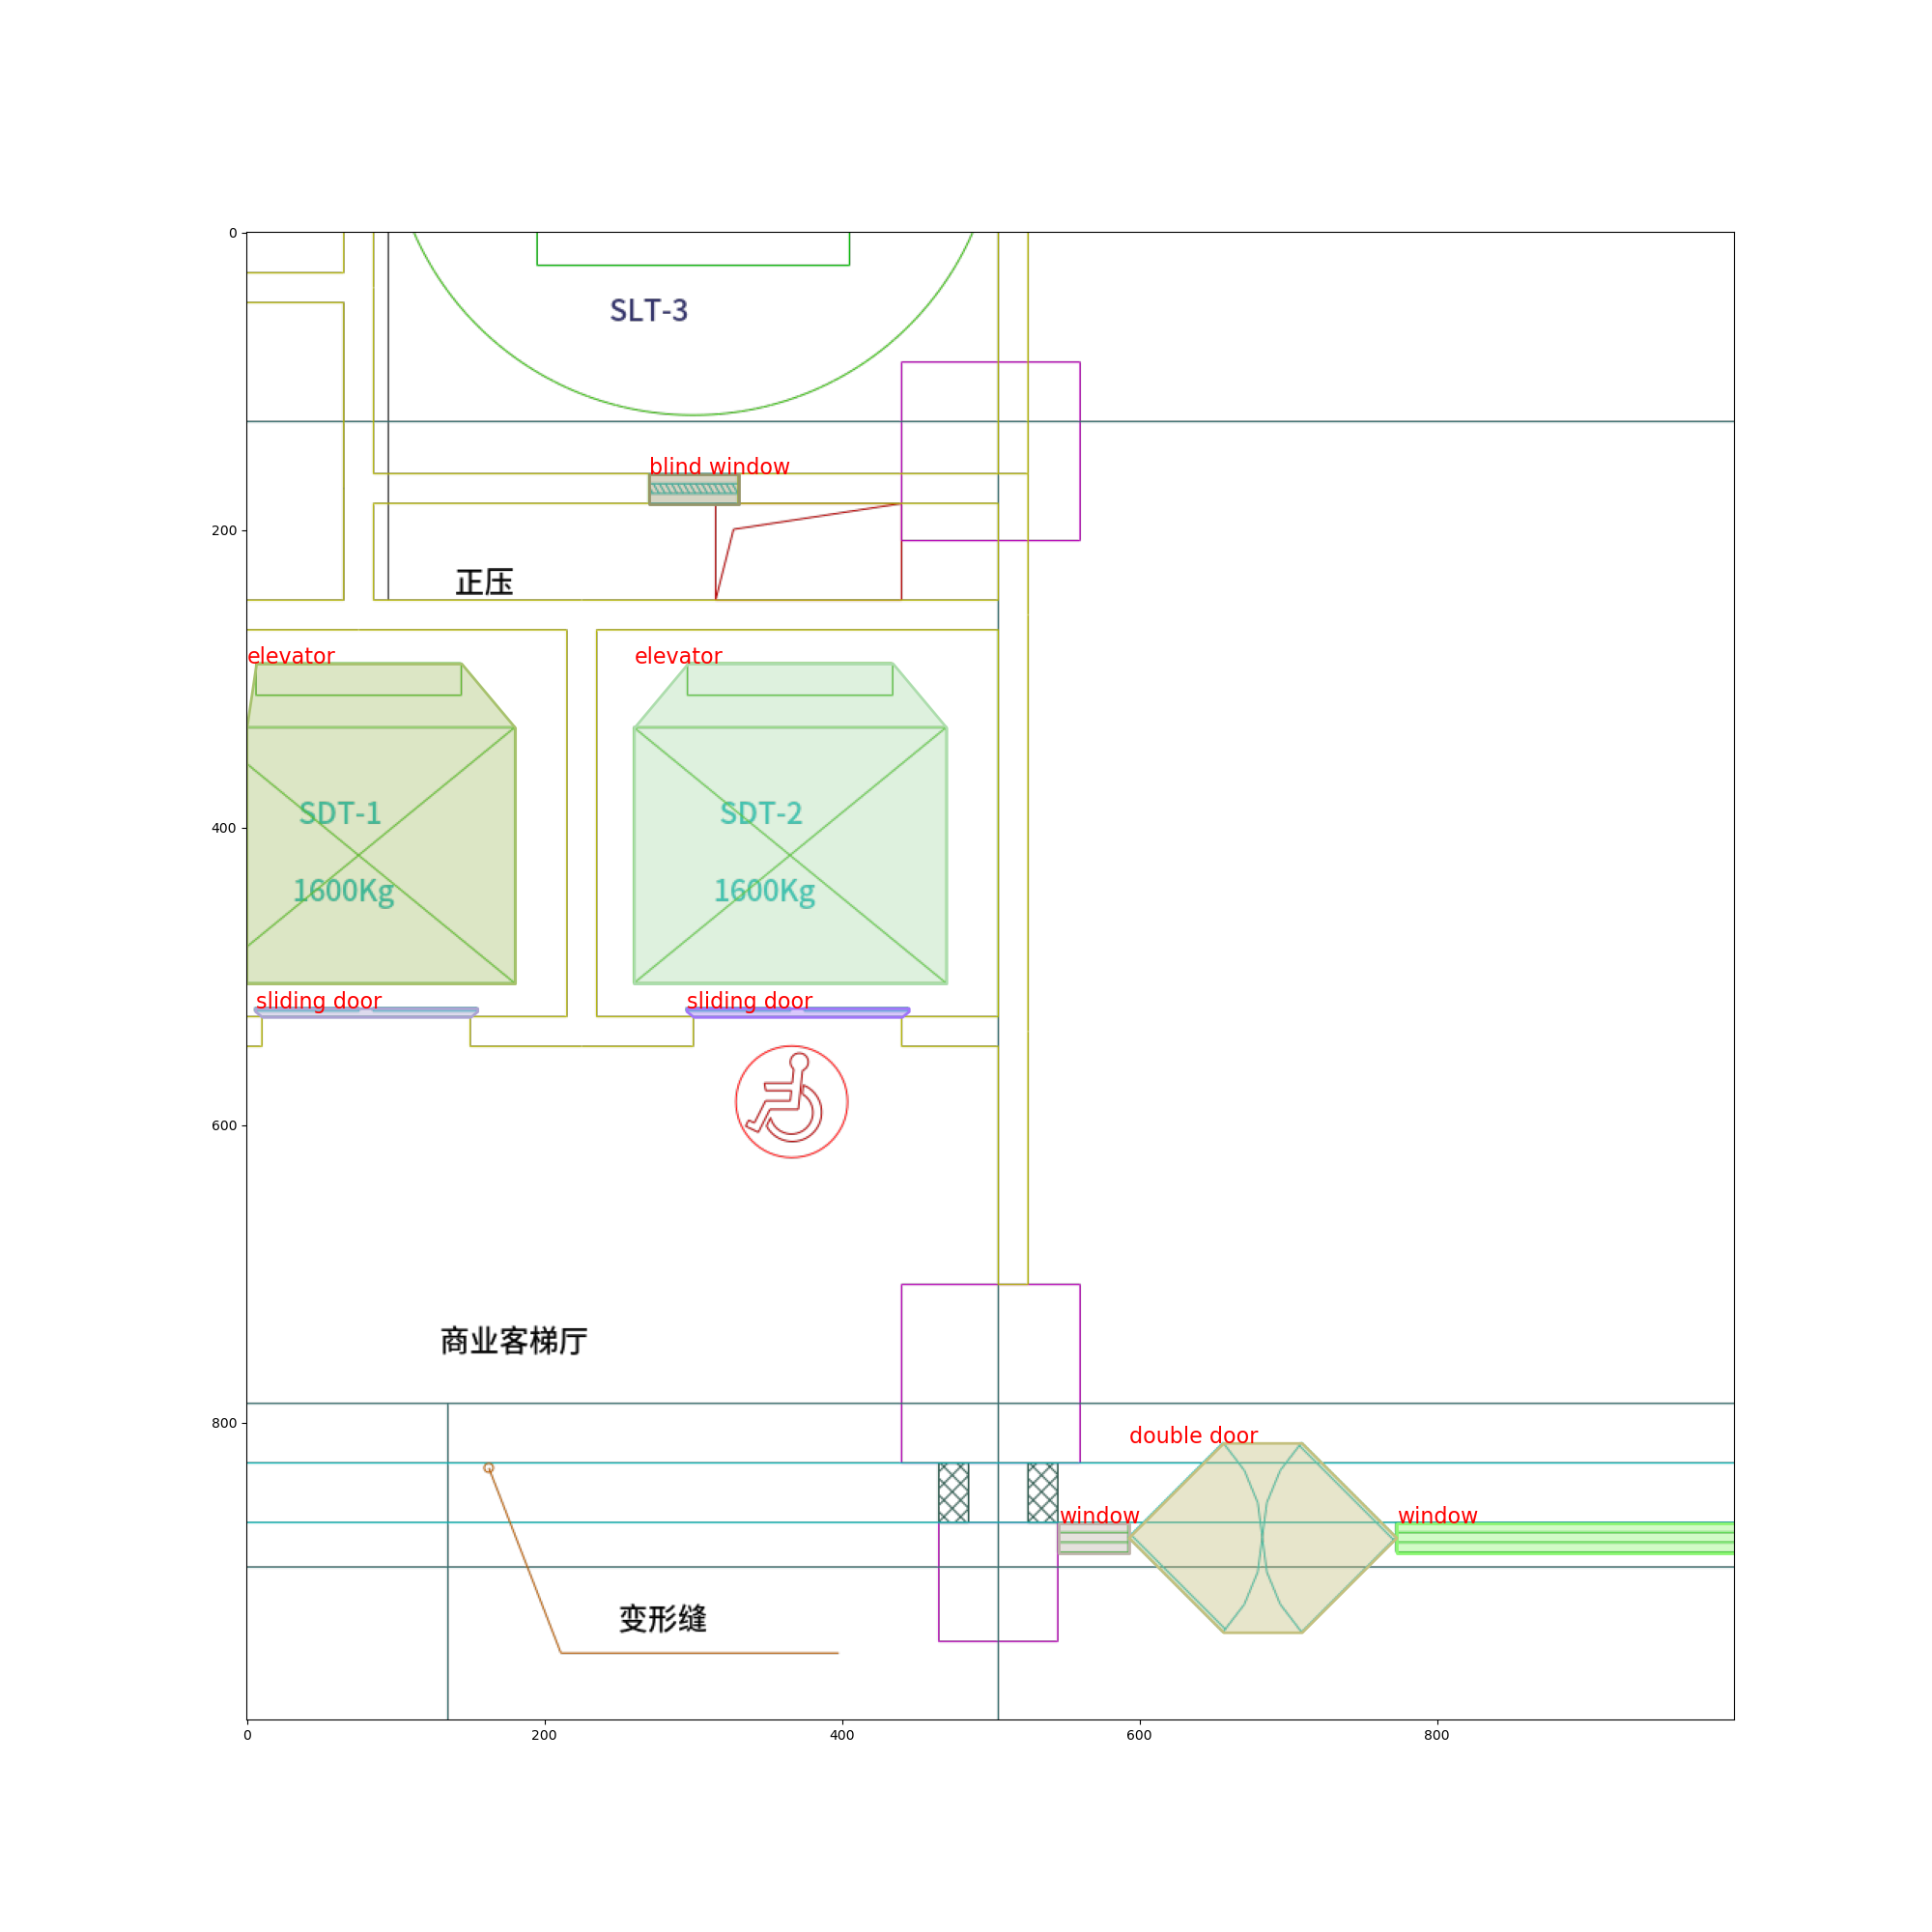 0
SLT-3
blind window
200
正压
elevator
elevator
SDT-1
SDT-2
400
1600Kg
1600Kg
sliding door
sliding door
600
商业客梯厅
800
double door
window
window
变形缝
0
200
400
600
800